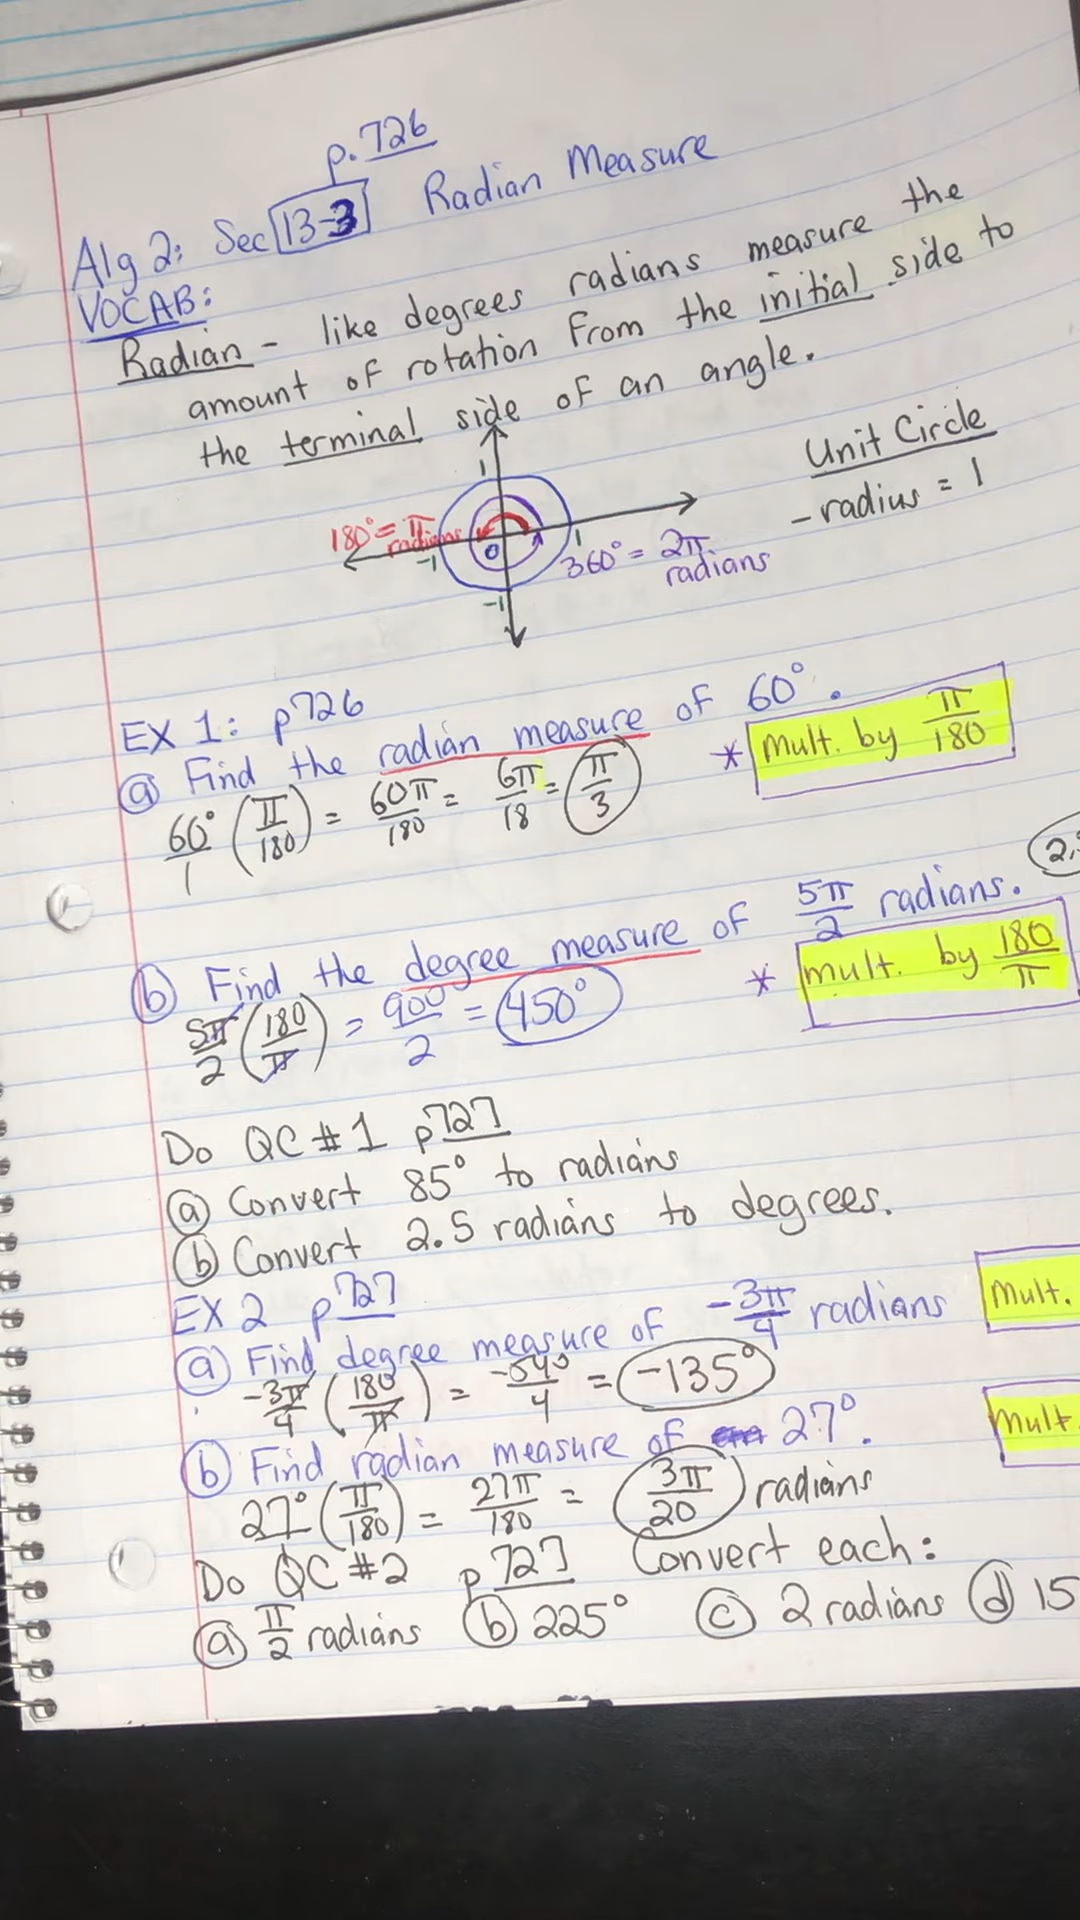 p.726
Alg 2: Sec 13-3 Radian Measure
VOCAB:
Radian - like degrees radians measure the
amount of rotation from the initial side to
the terminal side of an angle.
Unit Circle
- radius = 1
1
180° = π radians
-1
0
1
360° = 2π radians
-1
EX 1: p726
ⓐ Find the radian measure of 60°.
* mult. by π/180
60°/1 (π/180) = 60π/180 = 6π/18 = π/3
ⓑ Find the degree measure of 5π/2 radians.
* mult. by 180/π
5π/2 (180/π) = 900/2 = 450°
Do QC #1 p727
ⓐ Convert 85° to radians
ⓑ Convert 2.5 radians to degrees.
EX 2 p727
ⓐ Find degree measure of -3π/4 radians
mult.
-3π/4 (180/π) = -540/4 = -135°
ⓑ Find radian measure of 27°.
mult.
27° (π/180) = 27π/180 = 3π/20 radians
Do QC #2 p727 Convert each:
ⓐ π/2 radians ⓑ 225° ⓒ 2 radians ⓓ 15